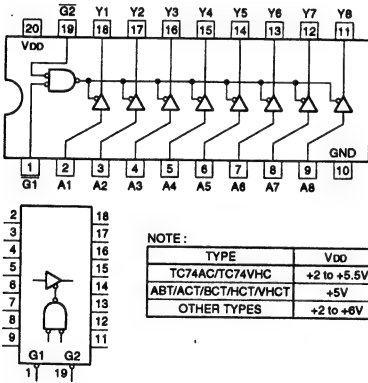 G2 Y1 Y2 Y3 Y4 Y5 Y6 Y7 Y8
20 19 18 17 16 15 14 13 12 11
VDD
GND
1 2 3 4 5 6 7 8 9 10
G1 A1 A2 A3 A4 A5 A6 A7 A8
2 18
3 17
4 16
5 15
6 14
7 13
8 12
9 11
G1 G2
1 19
NOTE :
TYPE VDD
TC74AC/TC74VHC +2 to +5.5V
ABT/ACT/BCT/HCT/VHCT +5V
OTHER TYPES +2 to +6V